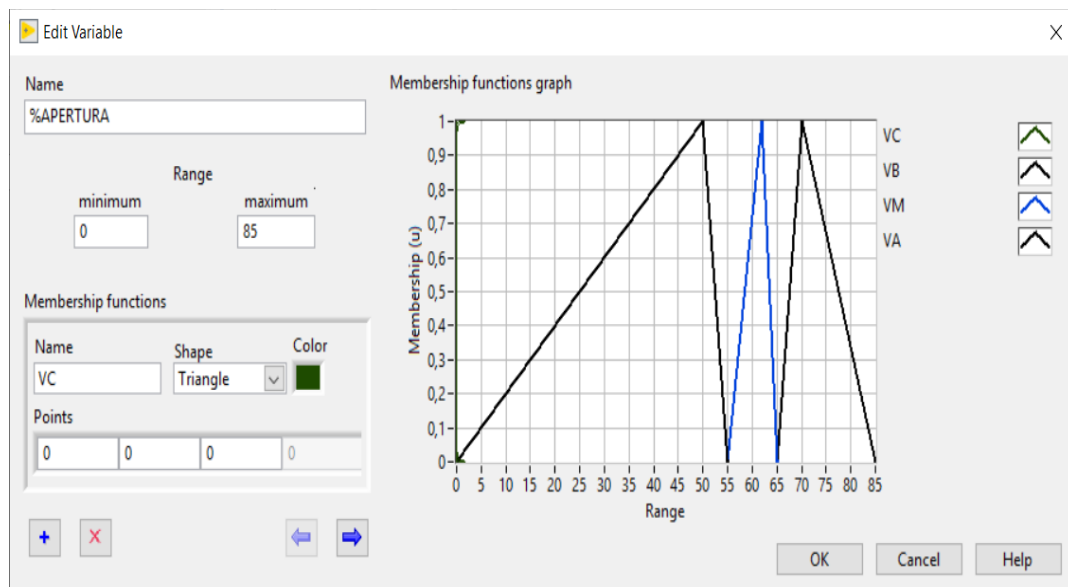 Edit Variable
X
Name
%APERTURA
Range
minimum maximum
0 85
Membership functions
Name Shape Color
VC Triangle
Points
0 0 0 0
+ X
Membership functions graph
Membership (u)
1
0,9
0,8
0,7
0,6
0,5
0,4
0,3
0,2
0,1
0
0 5 10 15 20 25 30 35 40 45 50 55 60 65 70 75 80 85
Range
VC
VB
VM
VA
OK Cancel Help